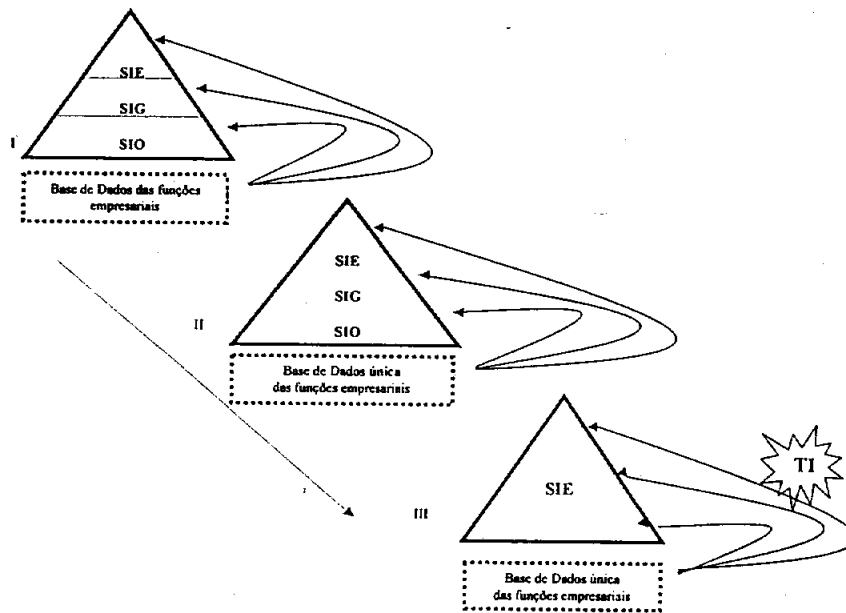 SIE
SIG
I
SIO
Base de Dados das funções
empresariais
SIE
SIG
II
SIO
Base de Dados única
das funções empresariais
TI
SIE
III
Base de Dados única
das funções empresariais